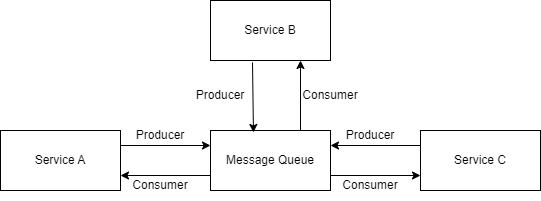 Service B
Producer
Consumer
Producer
Producer
Service A
Message Queue
Service C
Consumer
Consumer